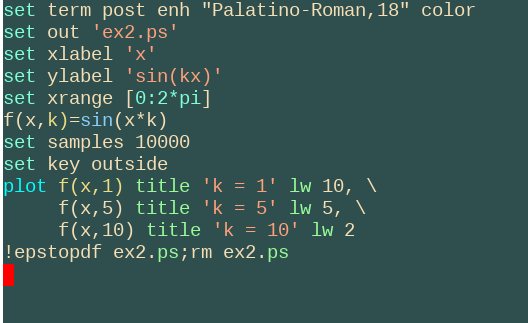 set term post enh "Palatino-Roman,18" color
set out 'ex2.ps'
set xlabel 'x'
set ylabel 'sin(kx)'
set xrange [0:2*pi]
f(x,k)=sin(x*k)
set samples 10000
set key outside
plot f(x,1) title 'k = 1' lw 10, \
     f(x,5) title 'k = 5' lw 5, \
     f(x,10) title 'k = 10' lw 2
!epstopdf ex2.ps;rm ex2.ps